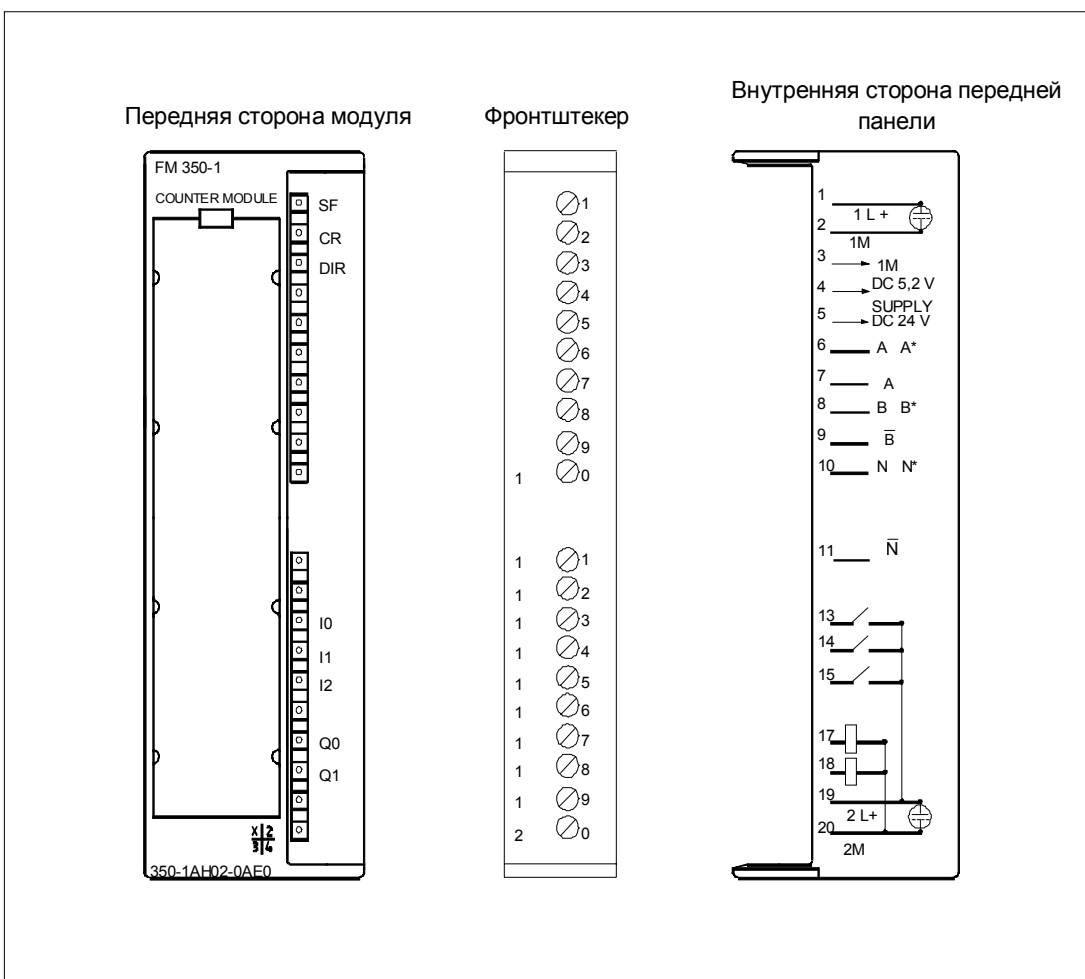 Передняя сторона модуля
FM 350-1
COUNTER MODULE
SF
CR
DIR
I0
I1
I2
Q0
Q1
X 2
3 4
350-1AH02-0AE0
Фронтштекер
1
2
3
4
5
6
7
8
9
1 0
1 1
1 2
1 3
1 4
1 5
1 6
1 7
1 8
1 9
2 0
Внутренняя сторона передней
панели
1
1 L +
2
1M
3
1M
4
DC 5,2 V
5
SUPPLY
DC 24 V
6 A A*
7 A
8 B B*
9 B̅
10 N N*
11 N̅
13
14
15
17
18
19
2 L+
20
2M